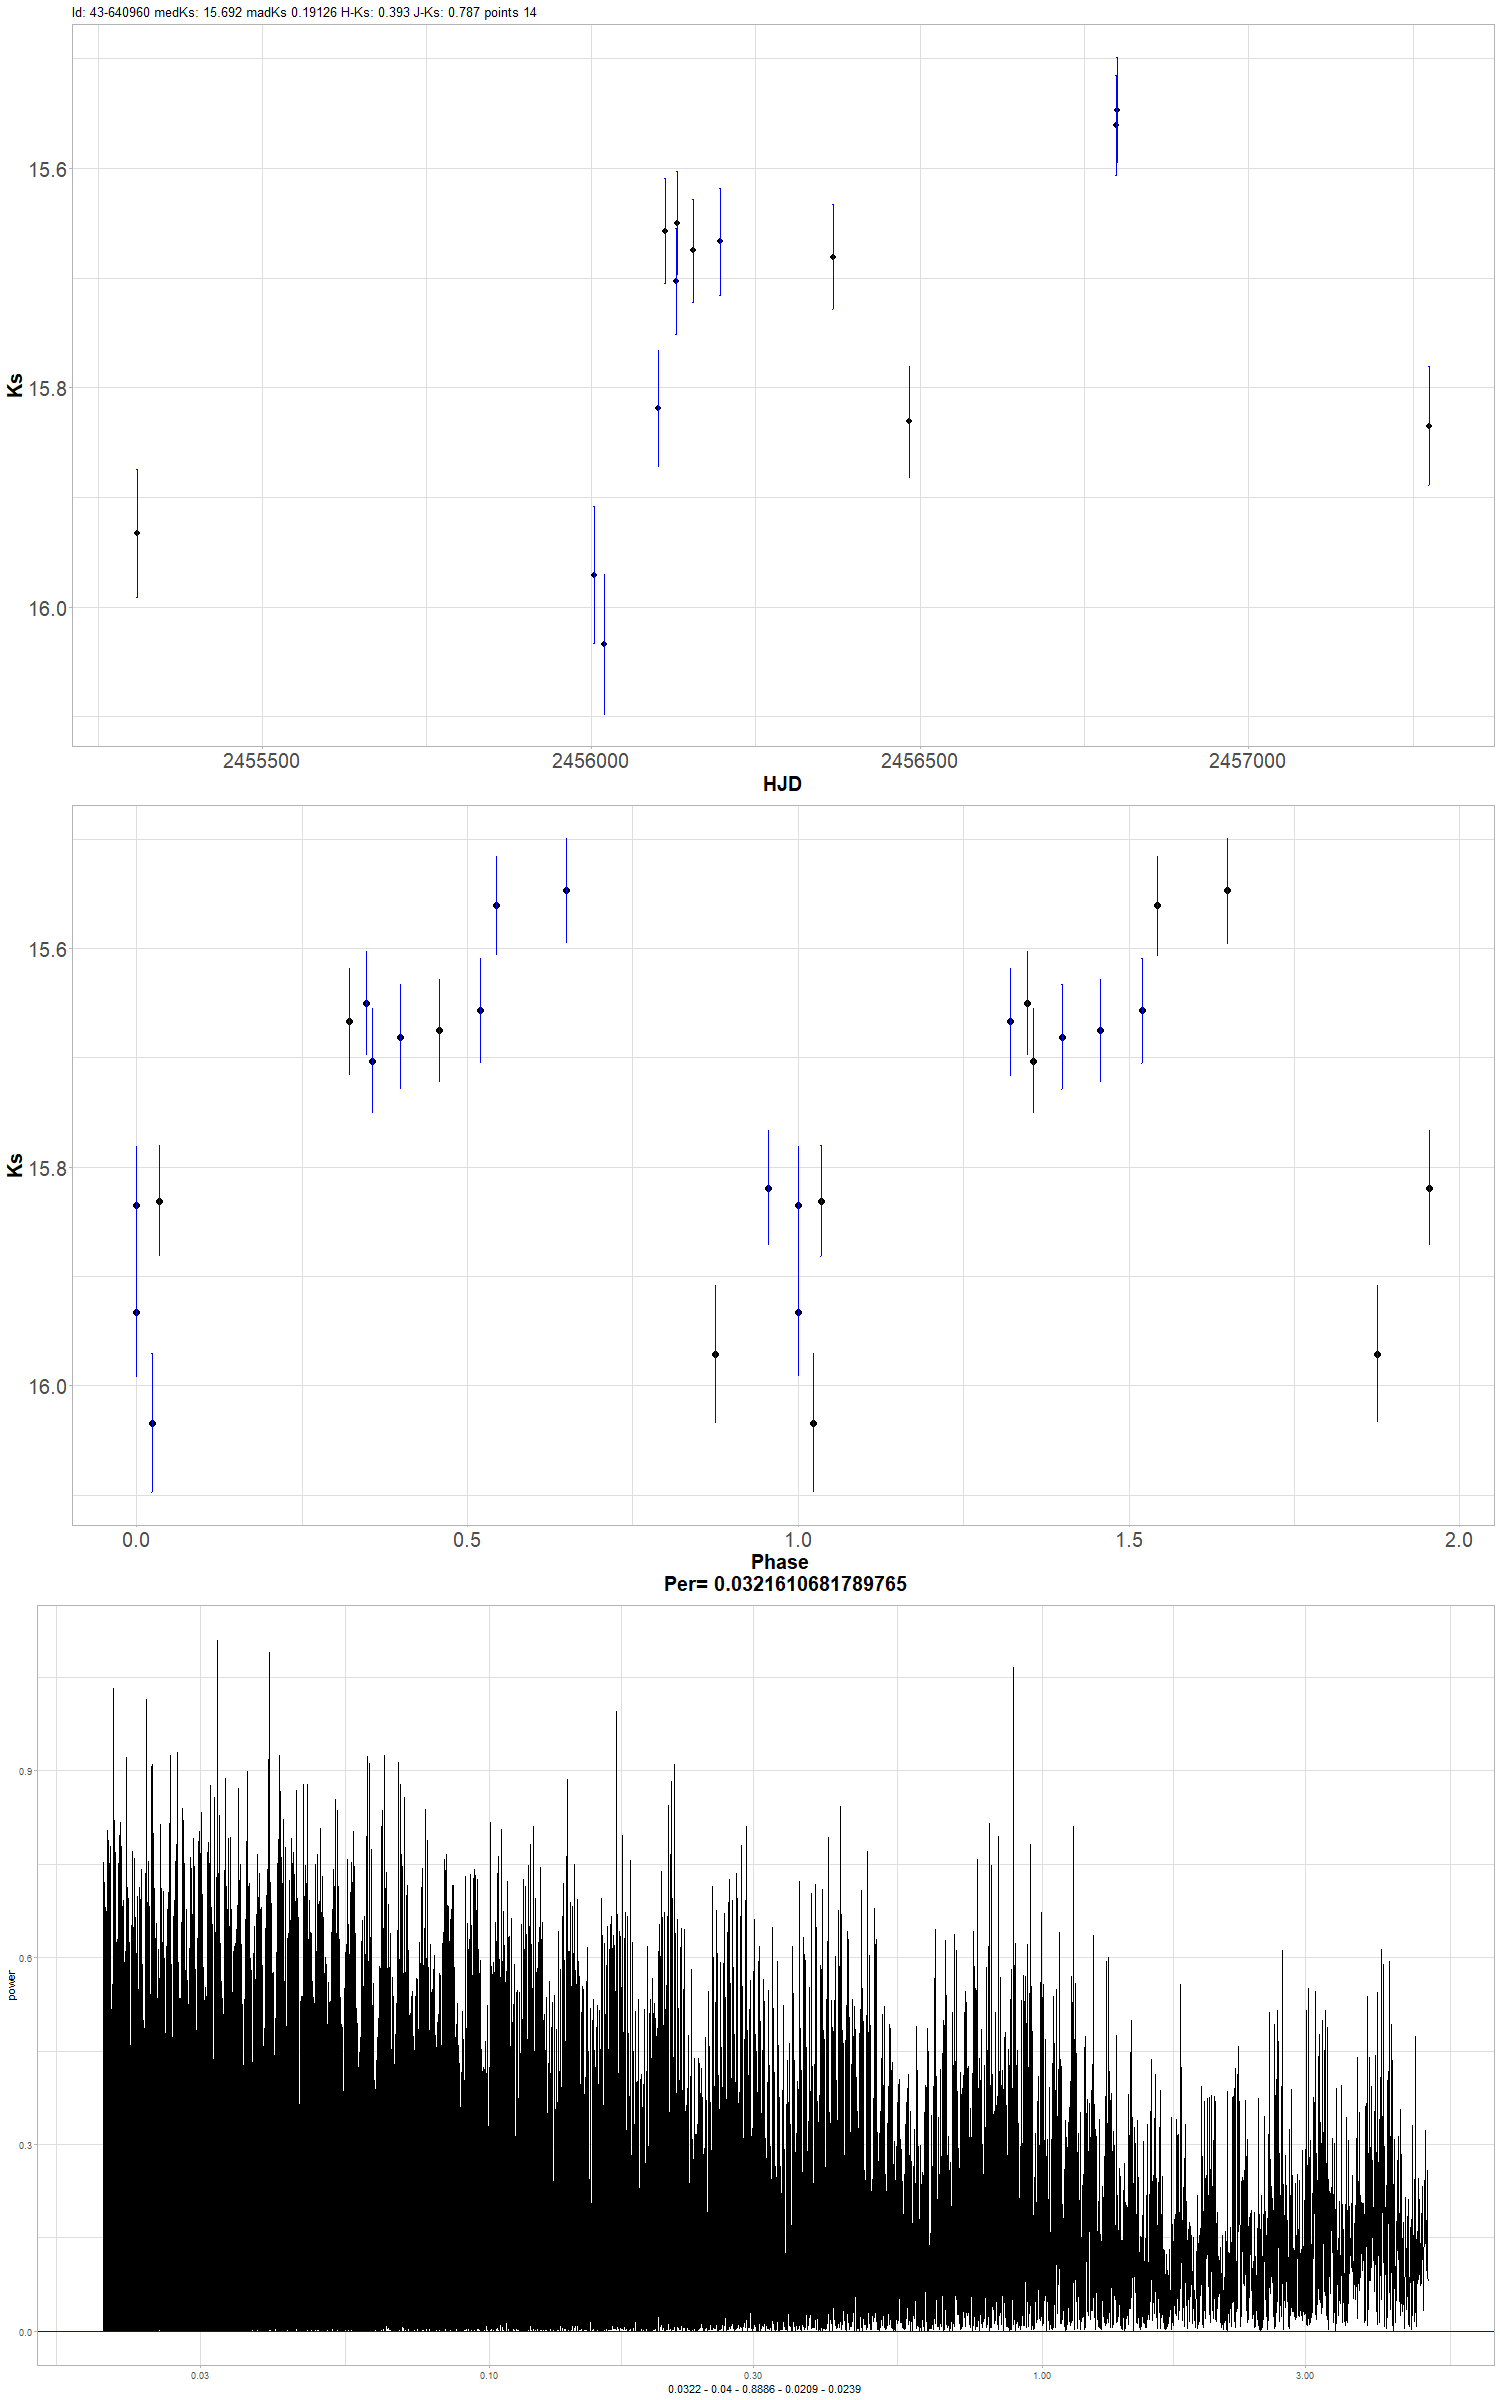 Id: 43-640960 medKs: 15.692 madKs 0.19126 H-Ks: 0.393 J-Ks: 0.787 points 14
15.6
15.8
16.0
Ks
2455500 2456000 2456500 2457000
HJD
15.6
15.8
16.0
Ks
0.0 0.5 1.0 1.5 2.0
Phase
Per= 0.0321610681789765
0.9
0.6
0.3
0.0
power
0.03 0.10 0.30 1.00 3.00
0.0322 - 0.04 - 0.8886 - 0.0209 - 0.0239